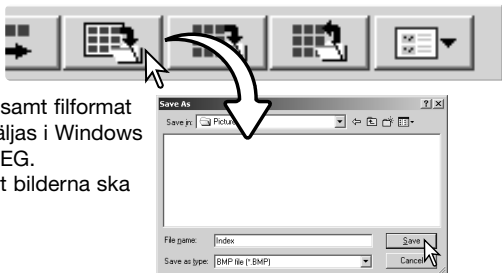 samt filformat
äljas i Windows
EG.
t bilderna ska
Save As
Save in: Picture
File name: Index
Save
Save as type: BMP file (*.BMP)
Cancel